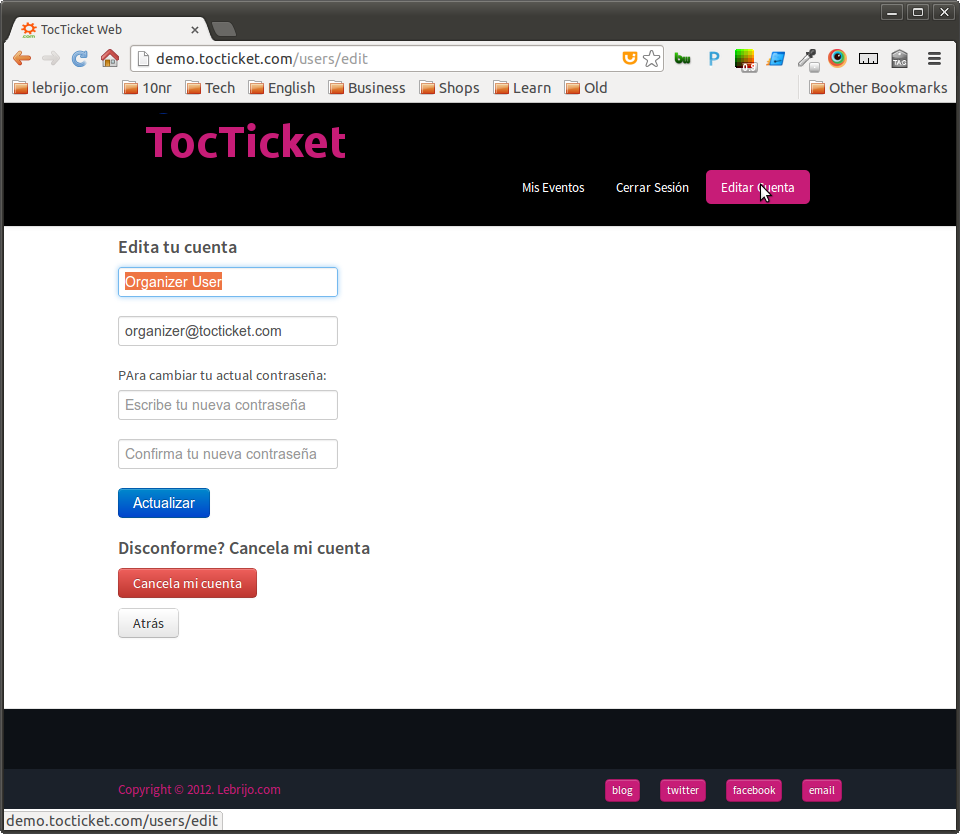 TocTicket Web
demo.tocticket.com/users/edit
lebrijo.com 10nr Tech English Business Shops Learn Old Other Bookmarks
TocTicket
Mis Eventos Cerrar Sesión Editar Cuenta
Edita tu cuenta
Organizer User
organizer@tocticket.com
PAra cambiar tu actual contraseña:
Escribe tu nueva contraseña
Confirma tu nueva contraseña
Actualizar
Disconforme? Cancela mi cuenta
Cancela mi cuenta
Atrás
Copyright © 2012. Lebrijo.com blog twitter facebook email
demo.tocticket.com/users/edit